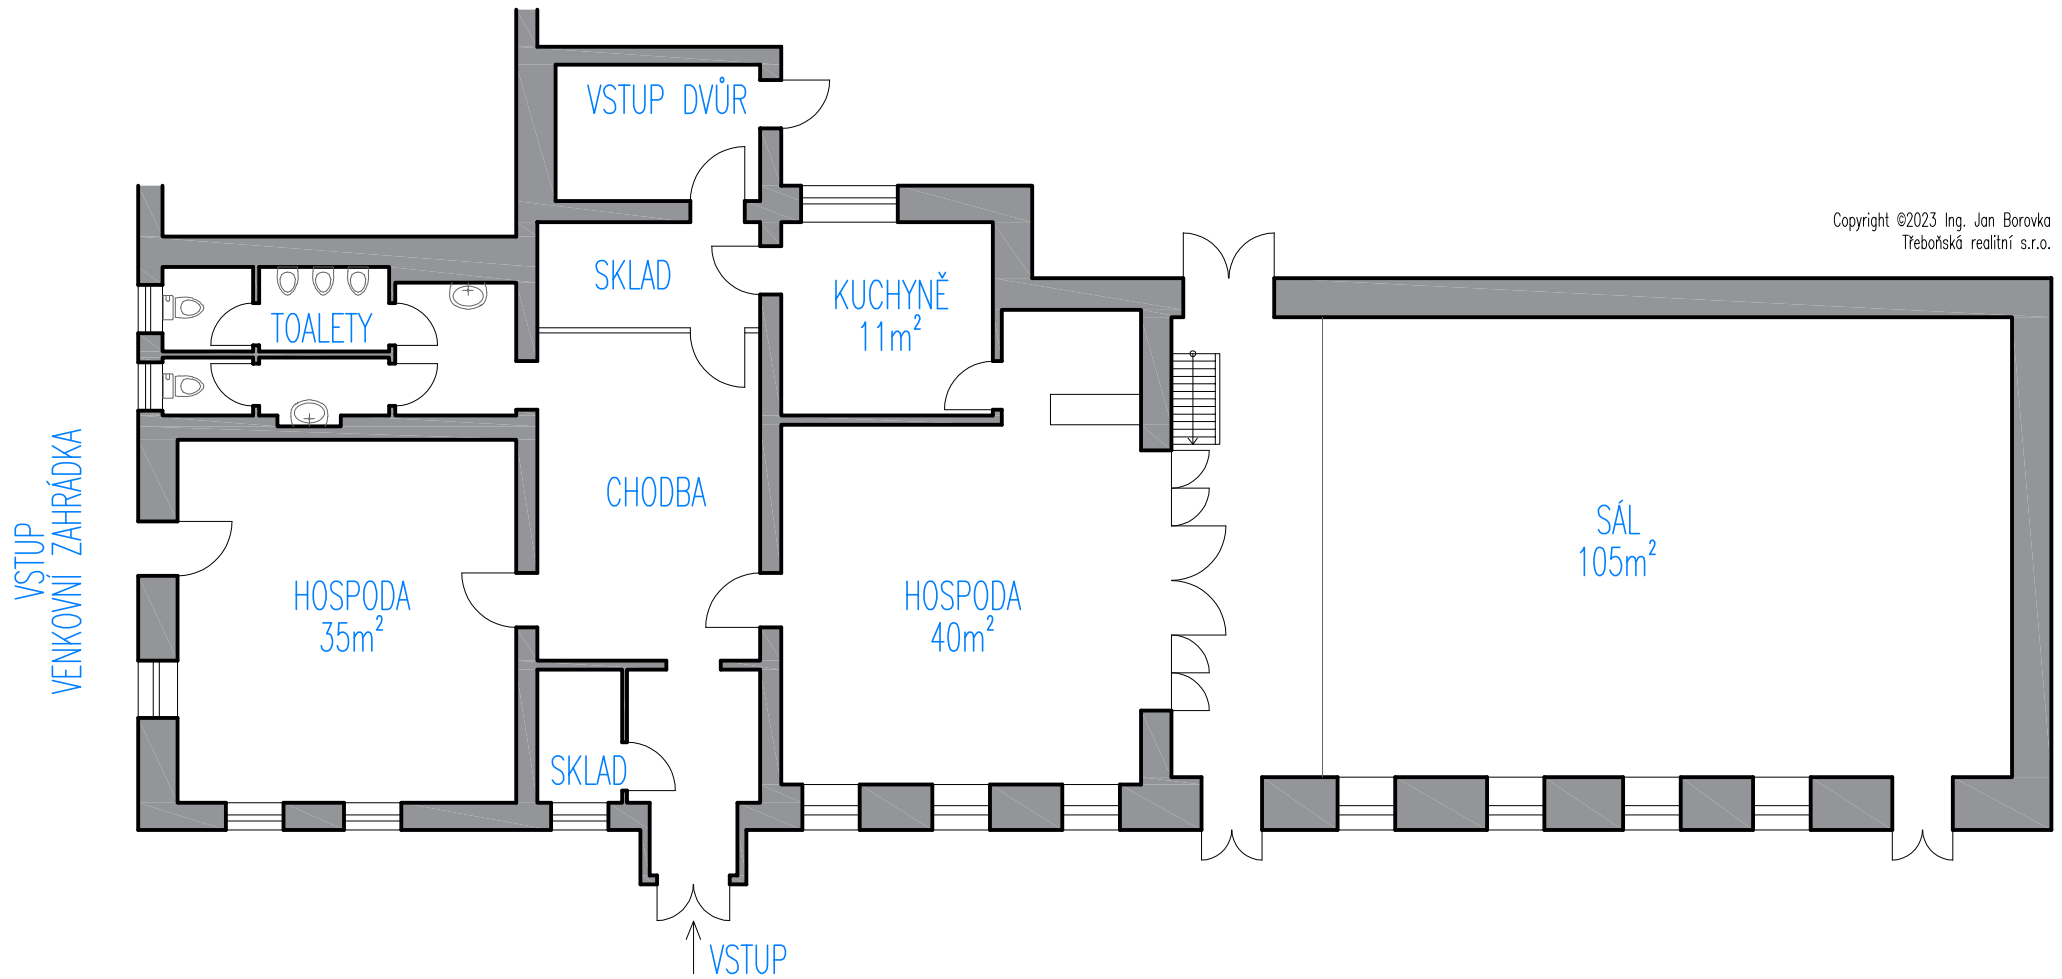 VSTUP DVŮR
Copyright ©2023 Ing. Jan Borovka
Třeboňská realitní s.r.o.
SKLAD
KUCHYNĚ
11m²
TOALETY
VSTUP
VENKOVNÍ ZAHRÁDKA
CHODBA
SÁL
105m²
HOSPODA
35m²
HOSPODA
40m²
SKLAD
VSTUP